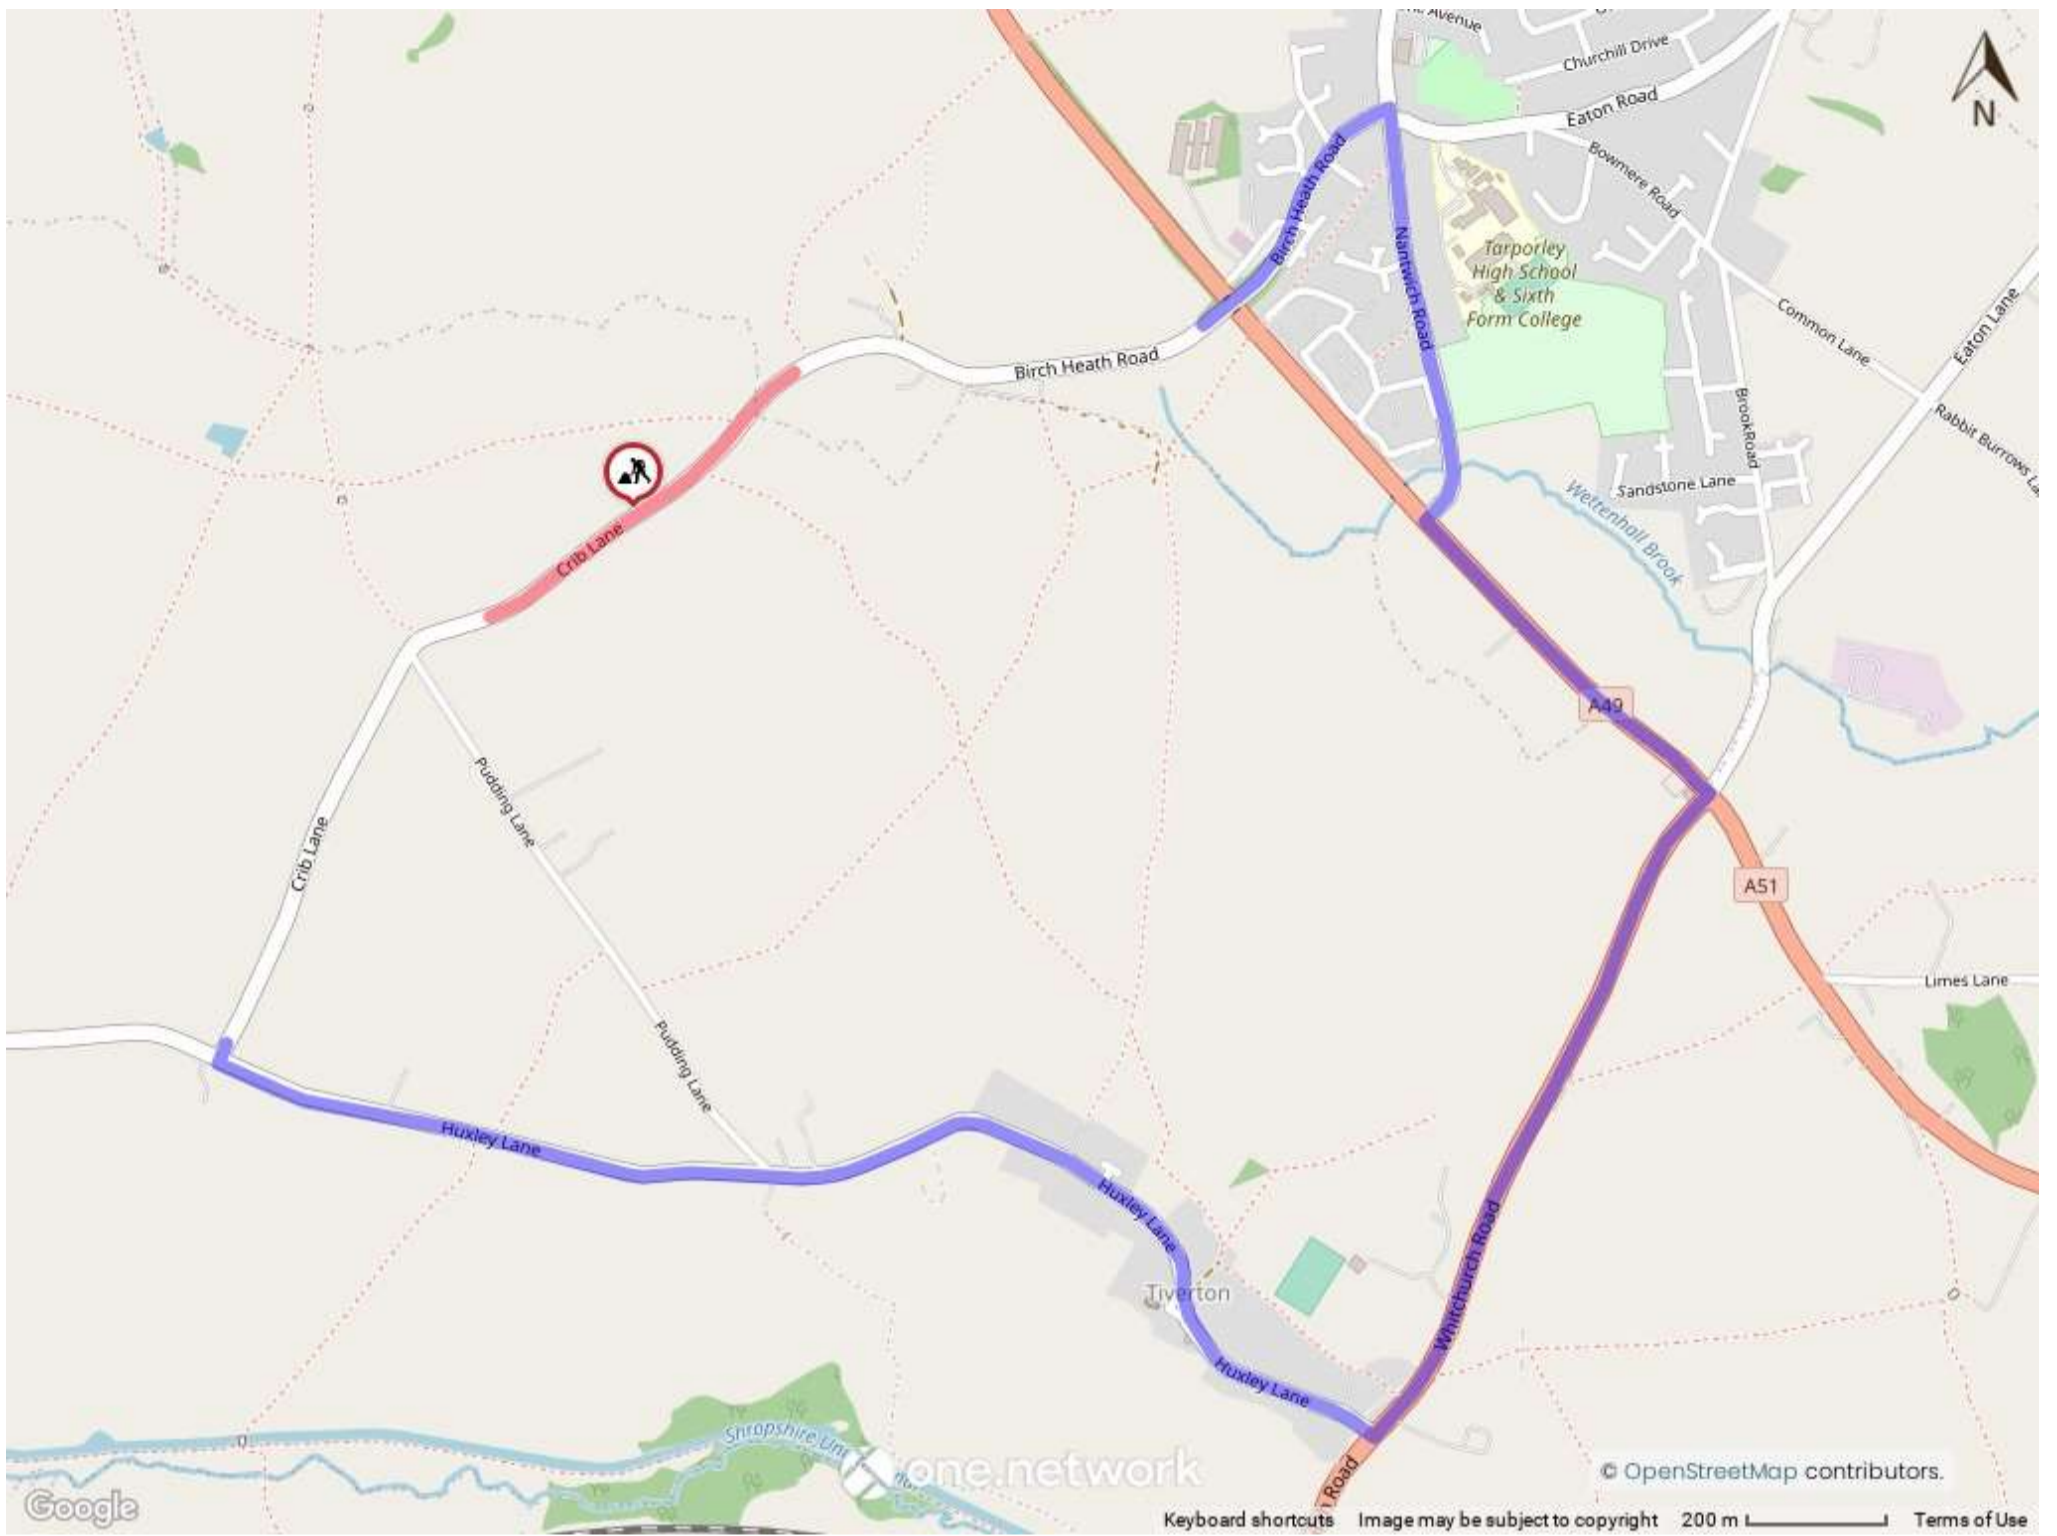 Avenue
Churchill Drive
Eaton Road
N
Bowmere Road
Birch Heath Road
Nantwich Road
Tarporley
High School
& Sixth
Form College
Common Lane
Eaton Lane
Birch Heath Road
Brook Road
Rabbit Burrows La
Sandstone Lane
Wettenhall Brook
Crib Lane
A49
Pudding Lane
Crib Lane
A51
Limes Lane
Pudding Lane
Huxley Lane
Huxley Lane
Whitchurch Road
Tiverton
Huxley Lane
Shropshire Uni
one.network
Road
© OpenStreetMap contributors.
Google
Keyboard shortcuts Image may be subject to copyright 200 m Terms of Use